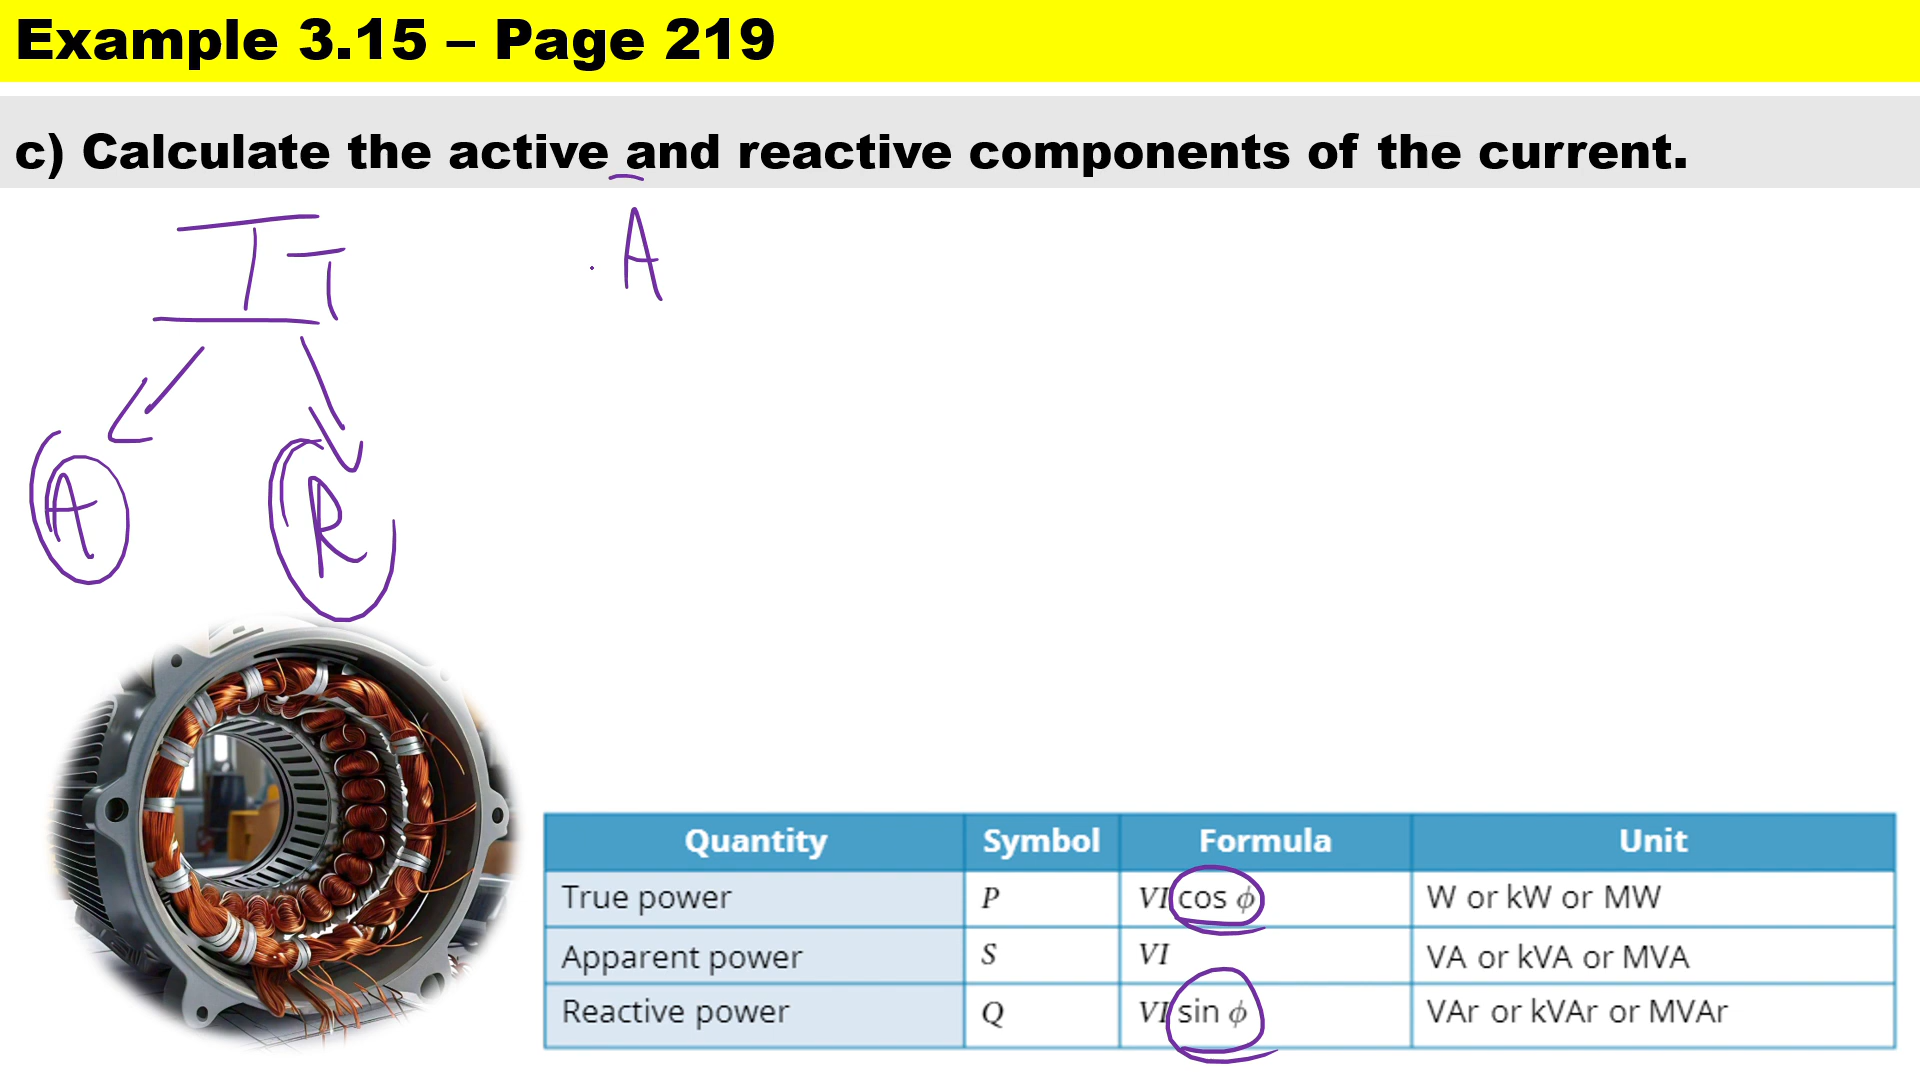 Example 3.15 – Page 219
c) Calculate the active and reactive components of the current.
I T
A
A
R
Quantity Symbol Formula Unit
True power P VI cos ϕ W or kW or MW
Apparent power S VI VA or kVA or MVA
Reactive power Q VI sin ϕ VAr or kVAr or MVAr